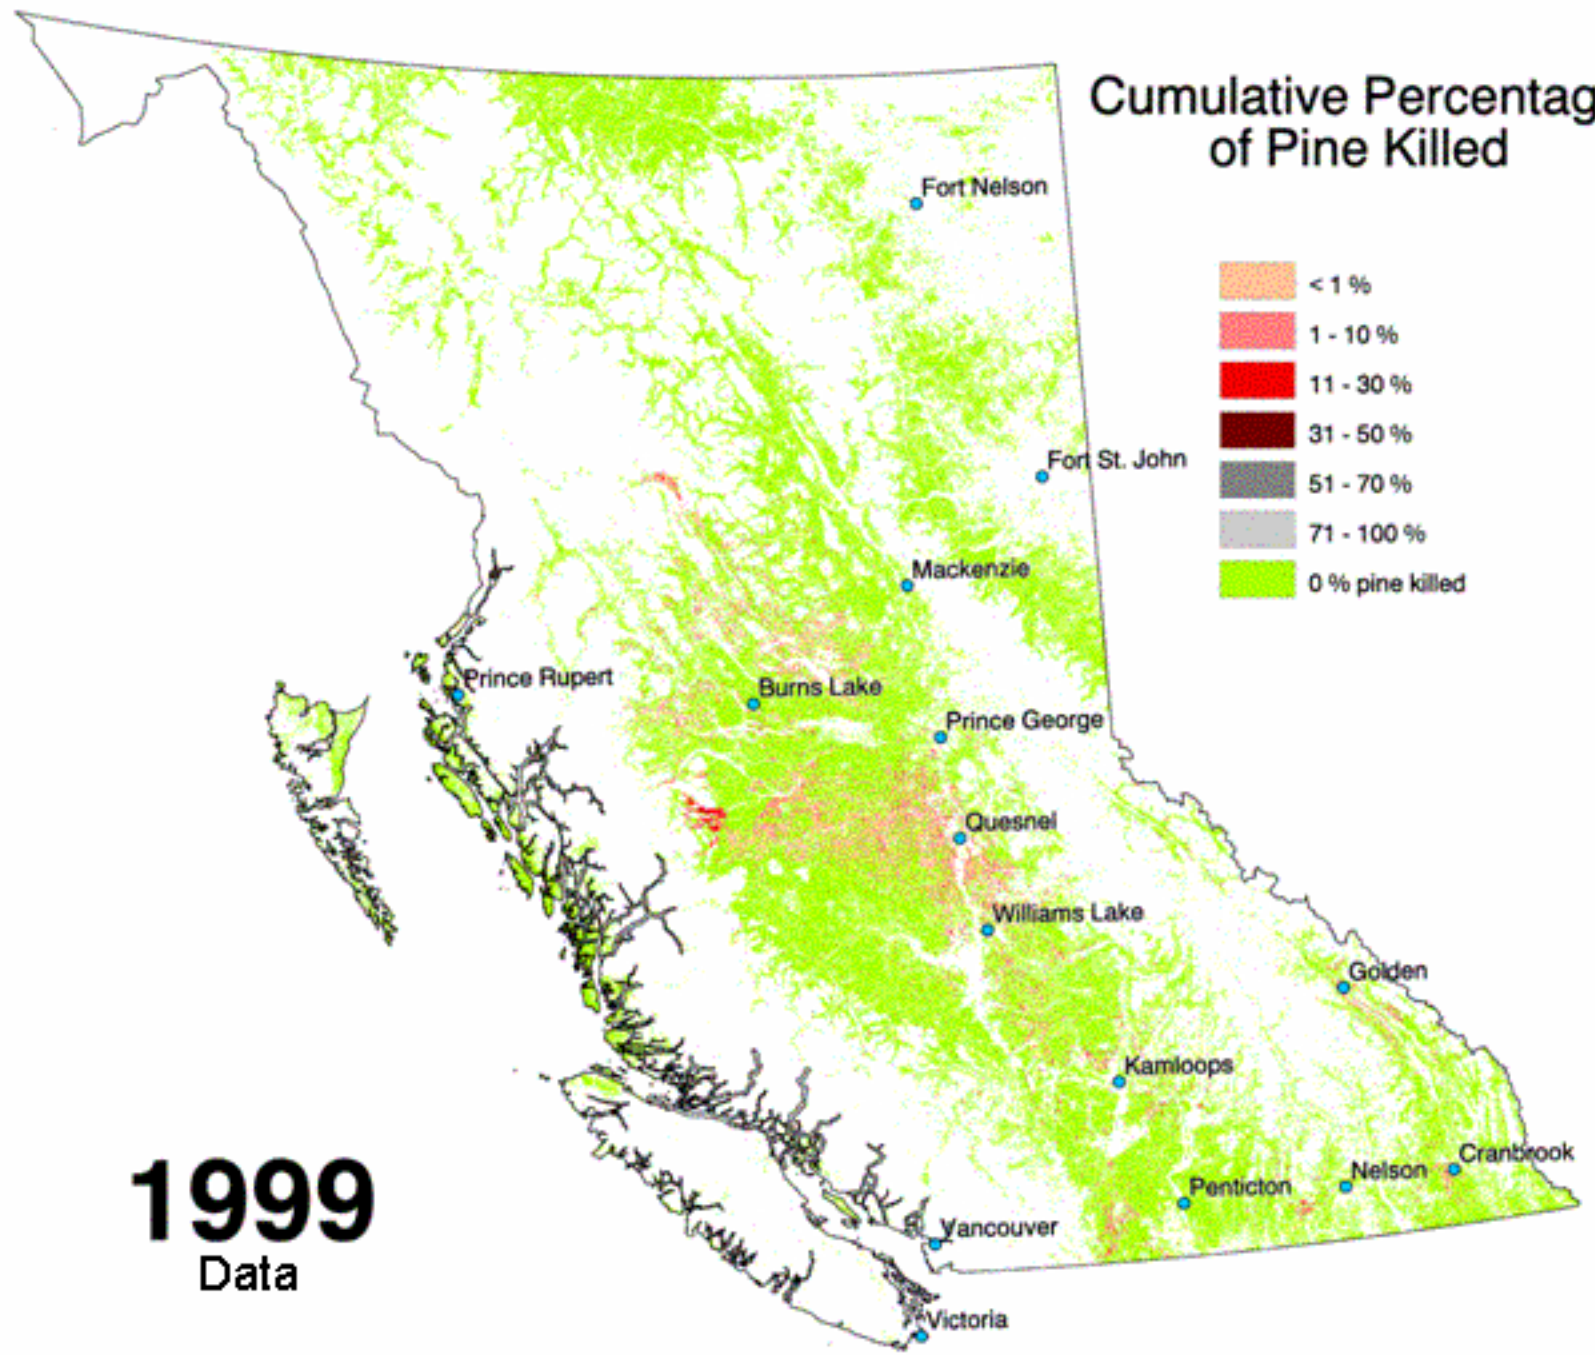 Cumulative Percentag
of Pine Killed
Fort Nelson
< 1 %
1 - 10 %
11 - 30 %
31 - 50 %
51 - 70 %
71 - 100 %
0 % pine killed
Fort St. John
Mackenzie
Prince Rupert
Burns Lake
Prince George
Quesnel
Williams Lake
Golden
Kamloops
Cranbrook
Nelson
Penticton
Vancouver
Victoria
1999
Data